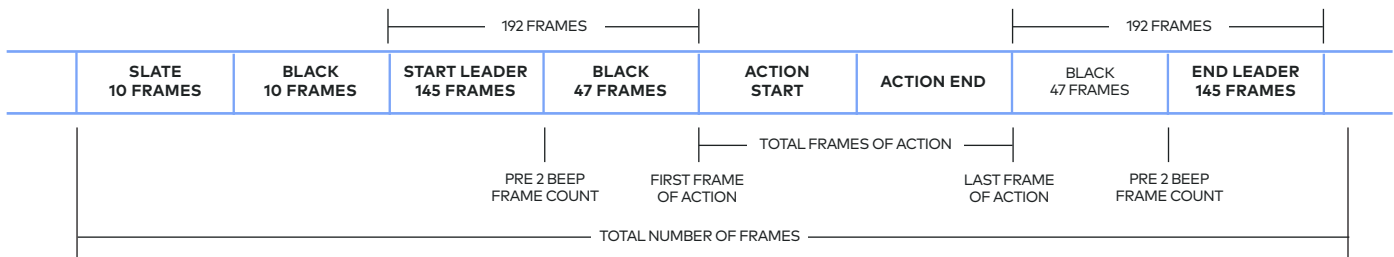 192 FRAMES
192 FRAMES
SLATE
10 FRAMES
BLACK
10 FRAMES
START LEADER
145 FRAMES
BLACK
47 FRAMES
ACTION
START
ACTION END
BLACK
47 FRAMES
END LEADER
145 FRAMES
TOTAL FRAMES OF ACTION
PRE 2 BEEP
FRAME COUNT
FIRST FRAME
OF ACTION
LAST FRAME
OF ACTION
PRE 2 BEEP
FRAME COUNT
TOTAL NUMBER OF FRAMES